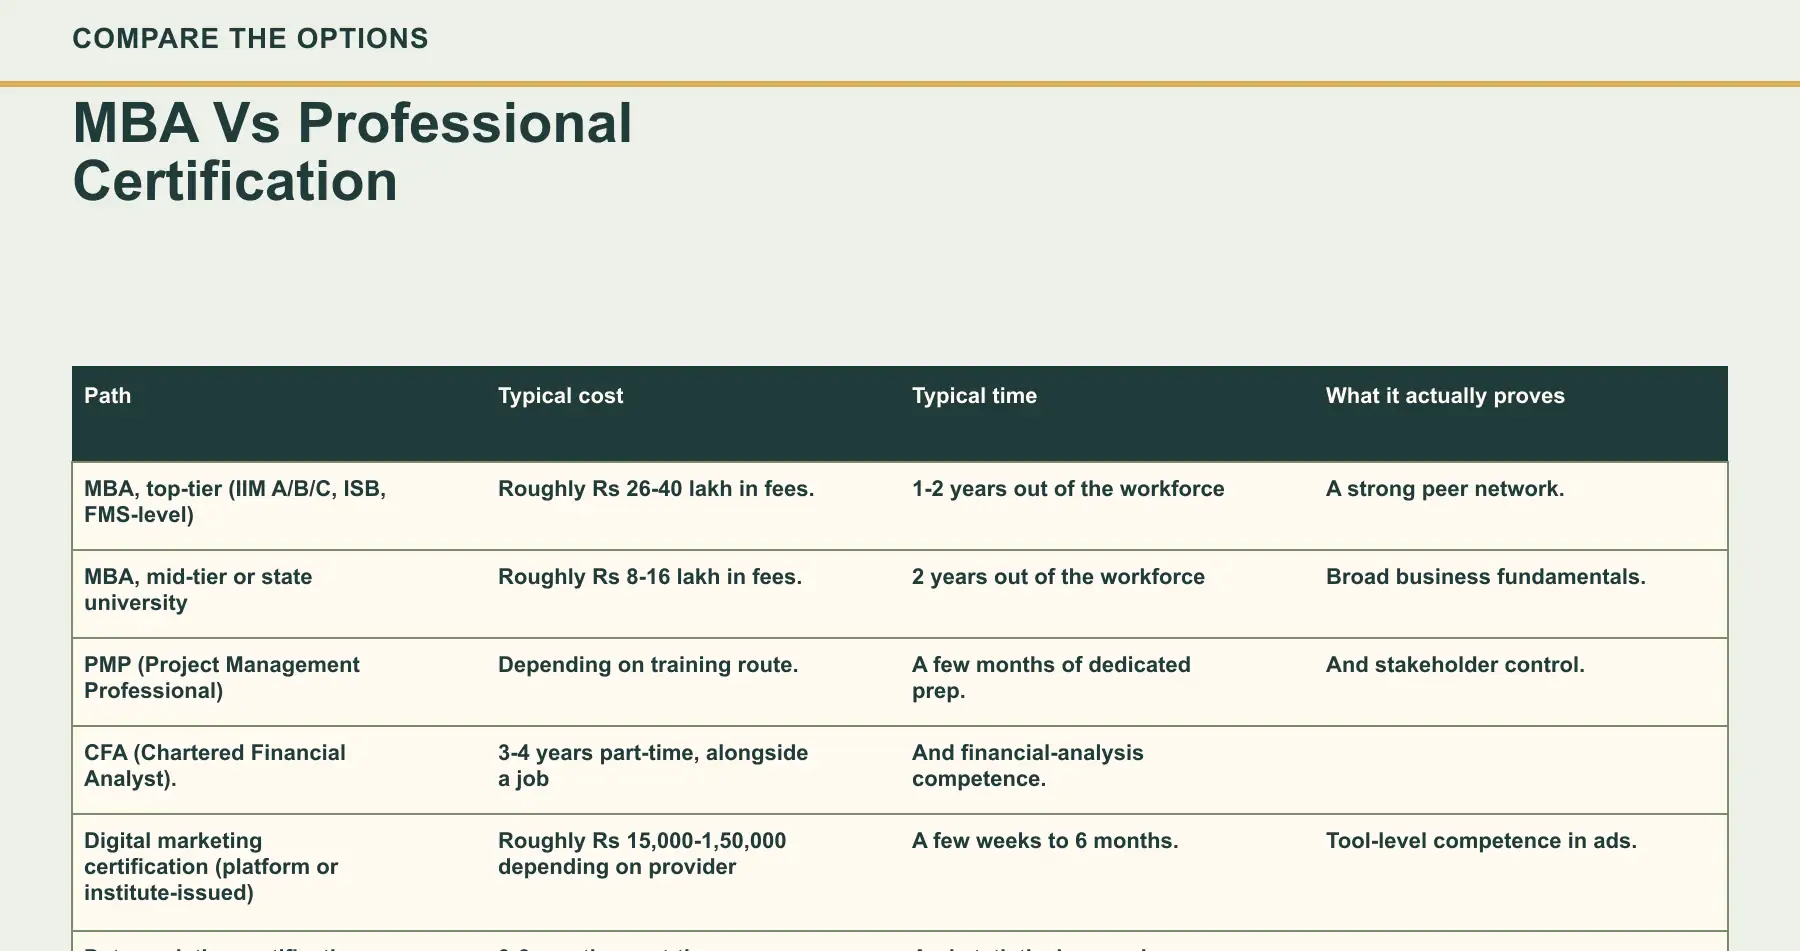 COMPARE THE OPTIONS
MBA Vs Professional
Certification
Path
Typical cost
Typical time
What it actually proves
MBA, top-tier (IIM A/B/C, ISB,
FMS-level)
Roughly Rs 26-40 lakh in fees.
1-2 years out of the workforce
A strong peer network.
MBA, mid-tier or state
university
Roughly Rs 8-16 lakh in fees.
2 years out of the workforce
Broad business fundamentals.
PMP (Project Management
Professional)
Depending on training route.
A few months of dedicated
prep.
And stakeholder control.
CFA (Chartered Financial
Analyst).
3-4 years part-time, alongside
a job
And financial-analysis
competence.
Digital marketing
certification (platform or
institute-issued)
Roughly Rs 15,000-1,50,000
depending on provider
A few weeks to 6 months.
Tool-level competence in ads.